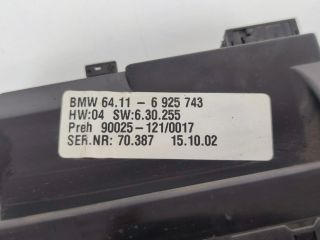 BMW 64.11 - 6 925 743
HW:04 SW:6.30.255
Preh 90025-121/0017
SER.NR: 70.387 15.10.02